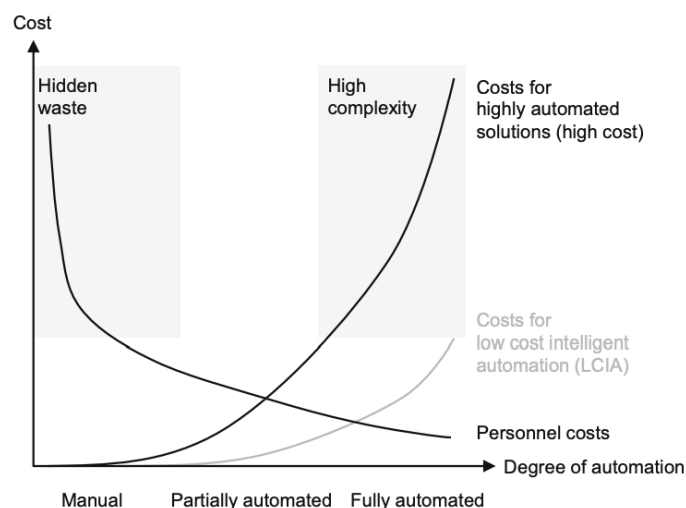 Cost
Hidden
waste
High
complexity
Costs for
highly automated
solutions (high cost)
Costs for
low cost intelligent
automation (LCIA)
Personnel costs
Degree of automation
Manual
Partially automated
Fully automated